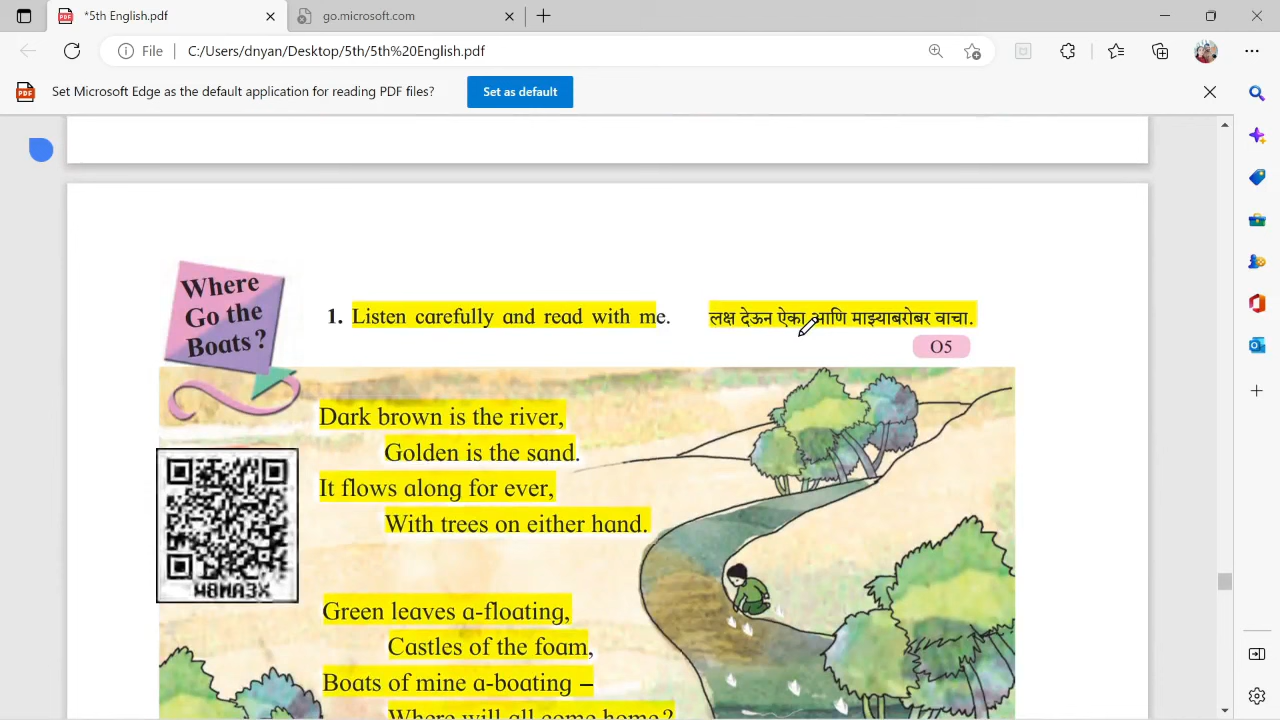 *5th English.pdf
go.microsoft.com
File
C:/Users/dnyan/Desktop/5th/5th%20English.pdf
Set Microsoft Edge as the default application for reading PDF files?
Set as default
Where
Go the
Boats?
1. Listen carefully and read with me.
लक्ष देऊन ऐका आणि माझ्याबरोबर वाचा.
O5
Dark brown is the river,
Golden is the sand.
It flows along for ever,
With trees on either hand.
W8MA3X
Green leaves a-floating,
Castles of the foam,
Boats of mine a-boating –
Where will all come home?